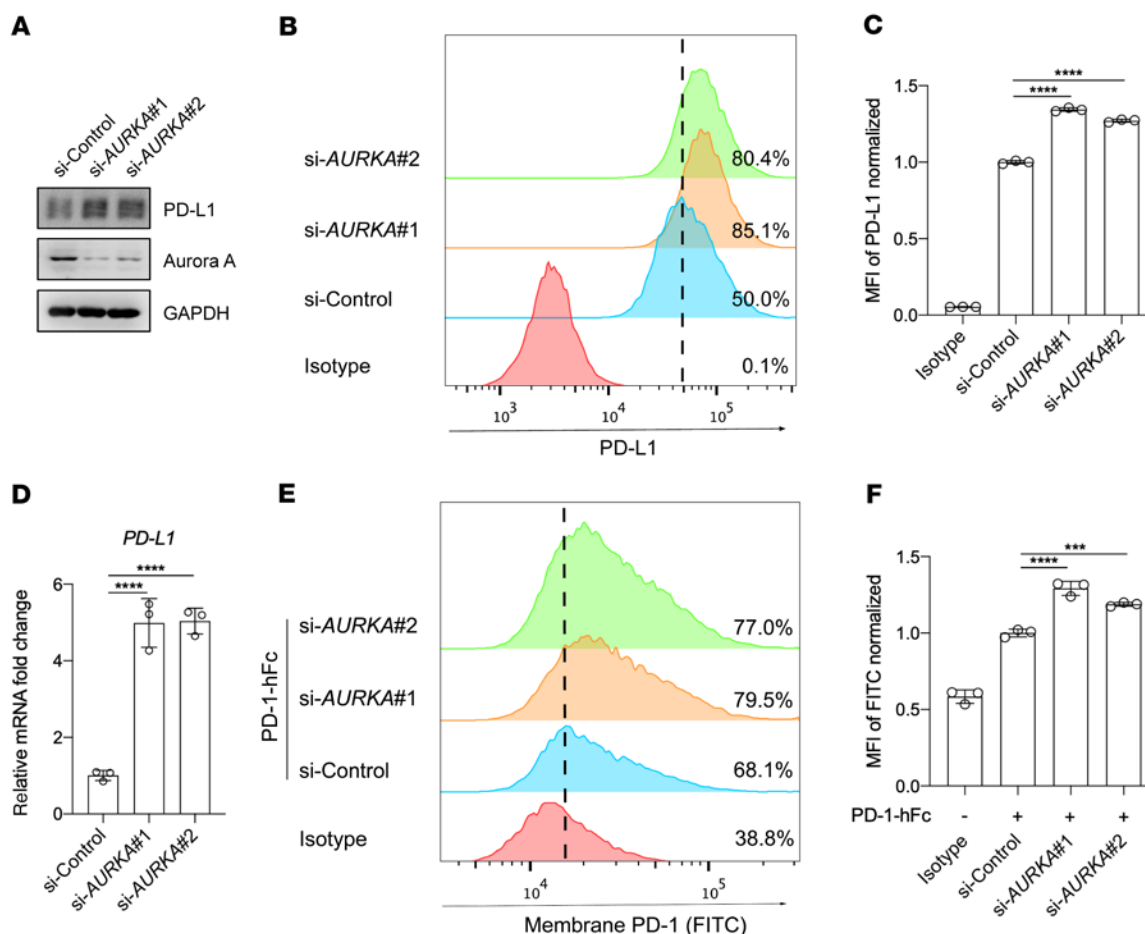 A
si-Control
si-AURKA#1
si-AURKA#2
PD-L1
Aurora A
GAPDH
B
si-AURKA#2
80.4%
si-AURKA#1
85.1%
si-Control
50.0%
Isotype
0.1%
10³
10⁴
10⁵
PD-L1
C
MFI of PD-L1 normalized
1.5
1.0
0.5
0.0
****
****
Isotype
si-Control
si-AURKA#1
si-AURKA#2
D
PD-L1
Relative mRNA fold change
6
4
2
0
****
****
si-Control
si-AURKA#1
si-AURKA#2
E
PD-1-hFc
si-AURKA#2
77.0%
si-AURKA#1
79.5%
si-Control
68.1%
Isotype
38.8%
10⁴
10⁵
Membrane PD-1 (FITC)
F
MFI of FITC normalized
1.5
1.0
0.5
0.0
***
****
PD-1-hFc - + + +
Isotype
si-Control
si-AURKA#1
si-AURKA#2